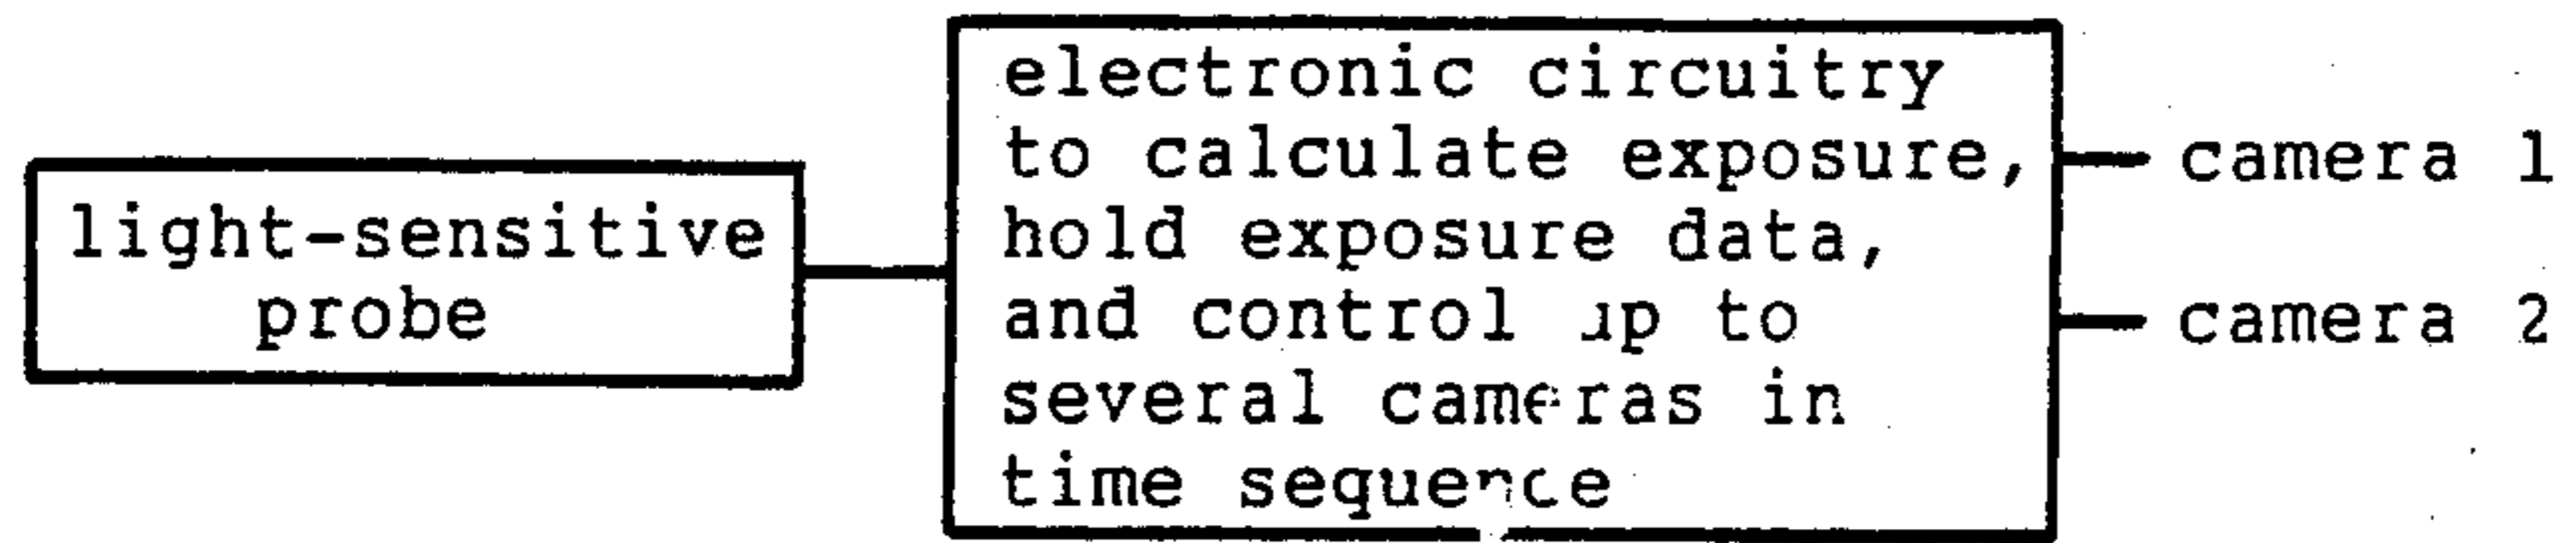 light-sensitive
probe
electronic circuitry
to calculate exposure,
hold exposure data,
and control up to
several cameras in
time sequence
camera 1
camera 2